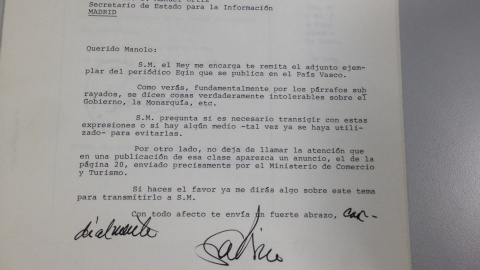 Secretario de Estado para la Información
MADRID
Querido Manolo:
S.M. el Rey me encarga te remita el adjunto ejem-
plar del periódico Egin que se publica en el País Vasco.
Como verás, fundamentalmente por los párrafos sub
rayados, se dicen cosas verdaderamente intolerables sobre el
Gobierno, la Monarquía, etc.
S.M. pregunta si es necesario transigir con estas
expresiones o si hay algún medio -tal vez ya se haya utili-
zado- para evitarlas.
Por otro lado, no deja de llamar la atención que
en una publicación de esa clase aparezca un anuncio, el de la
página 20, enviado precisamente por el Ministerio de Comercio
y Turismo.
Si haces el favor ya me dirás algo sobre este tema
para transmitirlo a S.M.
Con todo afecto te envía un fuerte abrazo, cor-
dialmente
Sabino